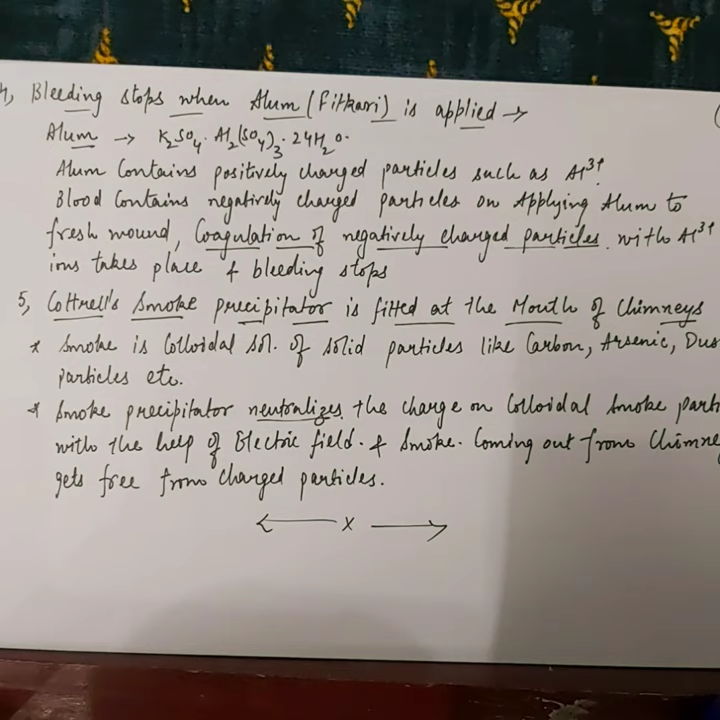 4, Bleeding stops when Alum (Fitkari) is applied →
Alum → K₂SO₄. Al₂(SO₄)₃. 24H₂O.
Alum Contains positively charged particles such as Al³⁺.
Blood Contains negatively charged particles on Applying Alum to
fresh wound, Coagulation of negatively charged particles with Al³⁺
ions takes place & bleeding stops
5, Cottrell's Smoke precipitator is fitted at the Mouth of Chimneys
* Smoke is Colloidal sol. of solid particles like Carbon, Arsenic, Dus
particles etc.
* Smoke precipitator neutralizes the charge on Colloidal Smoke parti
with the help of Electric field. & Smoke. Coming out from Chimne
gets free from Charged particles.
← x →